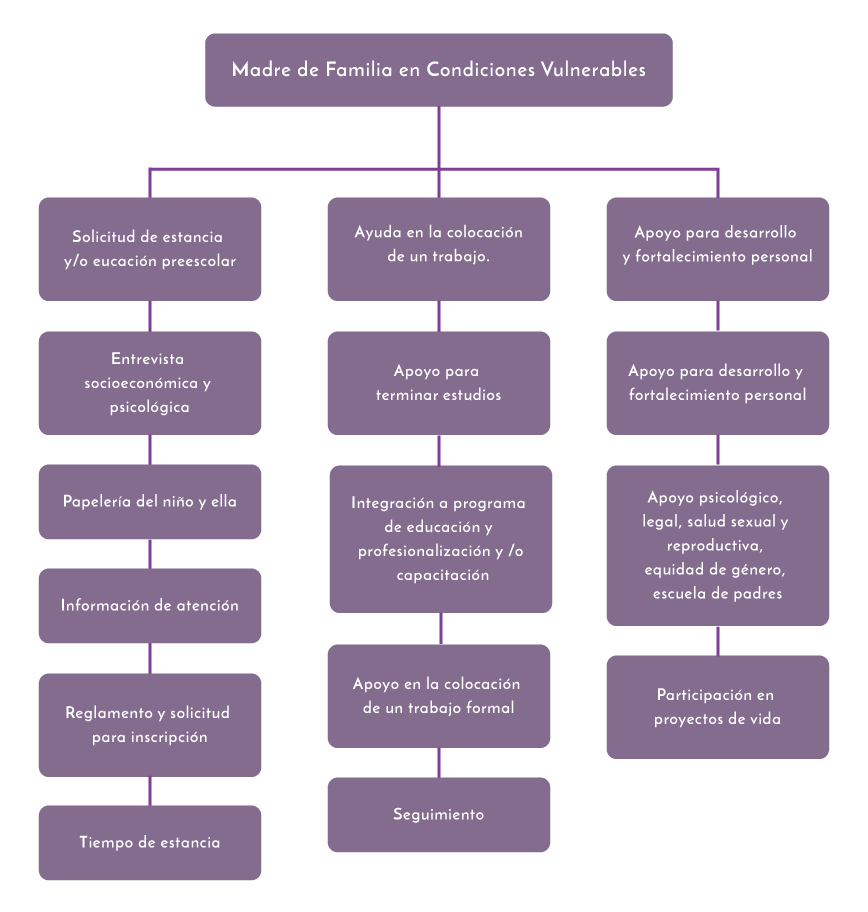 Madre de Familia en Condiciones Vulnerables
Solicitud de estancia
y/o eucación preescolar
Entrevista
socioeconómica y
psicológica
Papelería del niño y ella
Información de atención
Reglamento y solicitud
para inscripción
Tiempo de estancia
Ayuda en la colocación
de un trabajo.
Apoyo para
terminar estudios
Integración a programa
de educación y
profesionalización y /o
capacitación
Apoyo en la colocación
de un trabajo formal
Seguimiento
Apoyo para desarrollo
y fortalecimiento personal
Apoyo para desarrollo y
fortalecimiento personal
Apoyo psicológico,
legal, salud sexual y
reproductiva,
equidad de género,
escuela de padres
Participación en
proyectos de vida